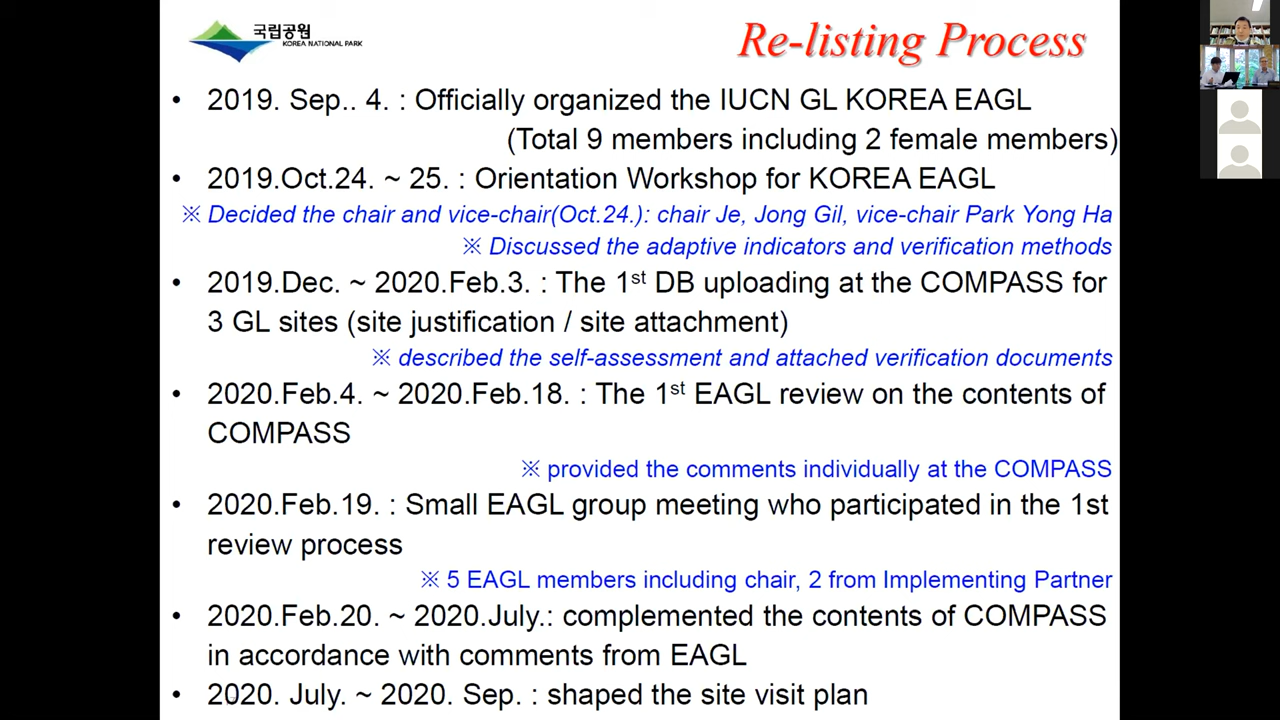 국립공원
KOREA NATIONAL PARK
Re-listing Process
• 2019. Sep.. 4. : Officially organized the IUCN GL KOREA EAGL
(Total 9 members including 2 female members)
• 2019.Oct.24. ~ 25. : Orientation Workshop for KOREA EAGL
※ Decided the chair and vice-chair(Oct.24.): chair Je, Jong Gil, vice-chair Park Yong Ha
※ Discussed the adaptive indicators and verification methods
• 2019.Dec. ~ 2020.Feb.3. : The 1st DB uploading at the COMPASS for
3 GL sites (site justification / site attachment)
※ described the self-assessment and attached verification documents
• 2020.Feb.4. ~ 2020.Feb.18. : The 1st EAGL review on the contents of
COMPASS
※ provided the comments individually at the COMPASS
• 2020.Feb.19. : Small EAGL group meeting who participated in the 1st
review process
※ 5 EAGL members including chair, 2 from Implementing Partner
• 2020.Feb.20. ~ 2020.July.: complemented the contents of COMPASS
in accordance with comments from EAGL
• 2020. July. ~ 2020. Sep. : shaped the site visit plan